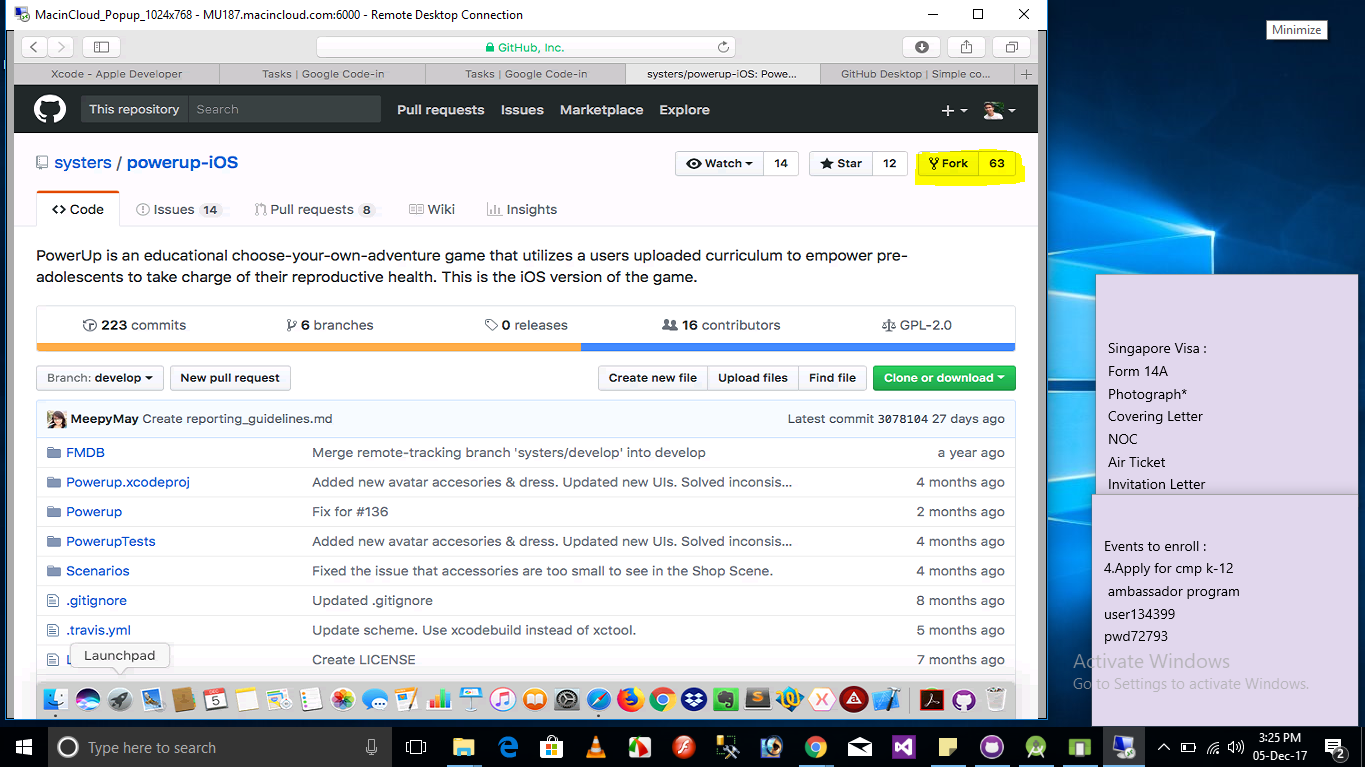 MacinCloud_Popup_1024x768 - MU187.macincloud.com:6000 - Remote Desktop Connection
Minimize
GitHub, Inc.
Xcode - Apple Developer
Tasks | Google Code-in
Tasks | Google Code-in
systers/powerup-iOS: Powe...
GitHub Desktop | Simple co...
This repository
Search
Pull requests
Issues
Marketplace
Explore
systers / powerup-iOS
Watch 14
Star 12
Fork 63
<> Code
Issues 14
Pull requests 8
Wiki
Insights
PowerUp is an educational choose-your-own-adventure game that utilizes a users uploaded curriculum to empower pre-
adolescents to take charge of their reproductive health. This is the iOS version of the game.
223 commits
6 branches
0 releases
16 contributors
GPL-2.0
Branch: develop
New pull request
Create new file
Upload files
Find file
Clone or download
MeepyMay Create reporting_guidelines.md
Latest commit 3078104 27 days ago
FMDB Merge remote-tracking branch 'systers/develop' into develop a year ago
Powerup.xcodeproj Added new avatar accesories & dress. Updated new UIs. Solved inconsis... 4 months ago
Powerup Fix for #136 2 months ago
PowerupTests Added new avatar accesories & dress. Updated new UIs. Solved inconsis... 4 months ago
Scenarios Fixed the issue that accessories are too small to see in the Shop Scene. 4 months ago
.gitignore Updated .gitignore 8 months ago
.travis.yml Update scheme. Use xcodebuild instead of xctool. 5 months ago
Create LICENSE 7 months ago
Launchpad
5
Singapore Visa :
Form 14A
Photograph*
Covering Letter
NOC
Air Ticket
Invitation Letter
Events to enroll :
4.Apply for cmp k-12
ambassador program
user134399
pwd72793
Activate Windows
Go to Settings to activate Windows.
Type here to search
3:25 PM
05-Dec-17
2